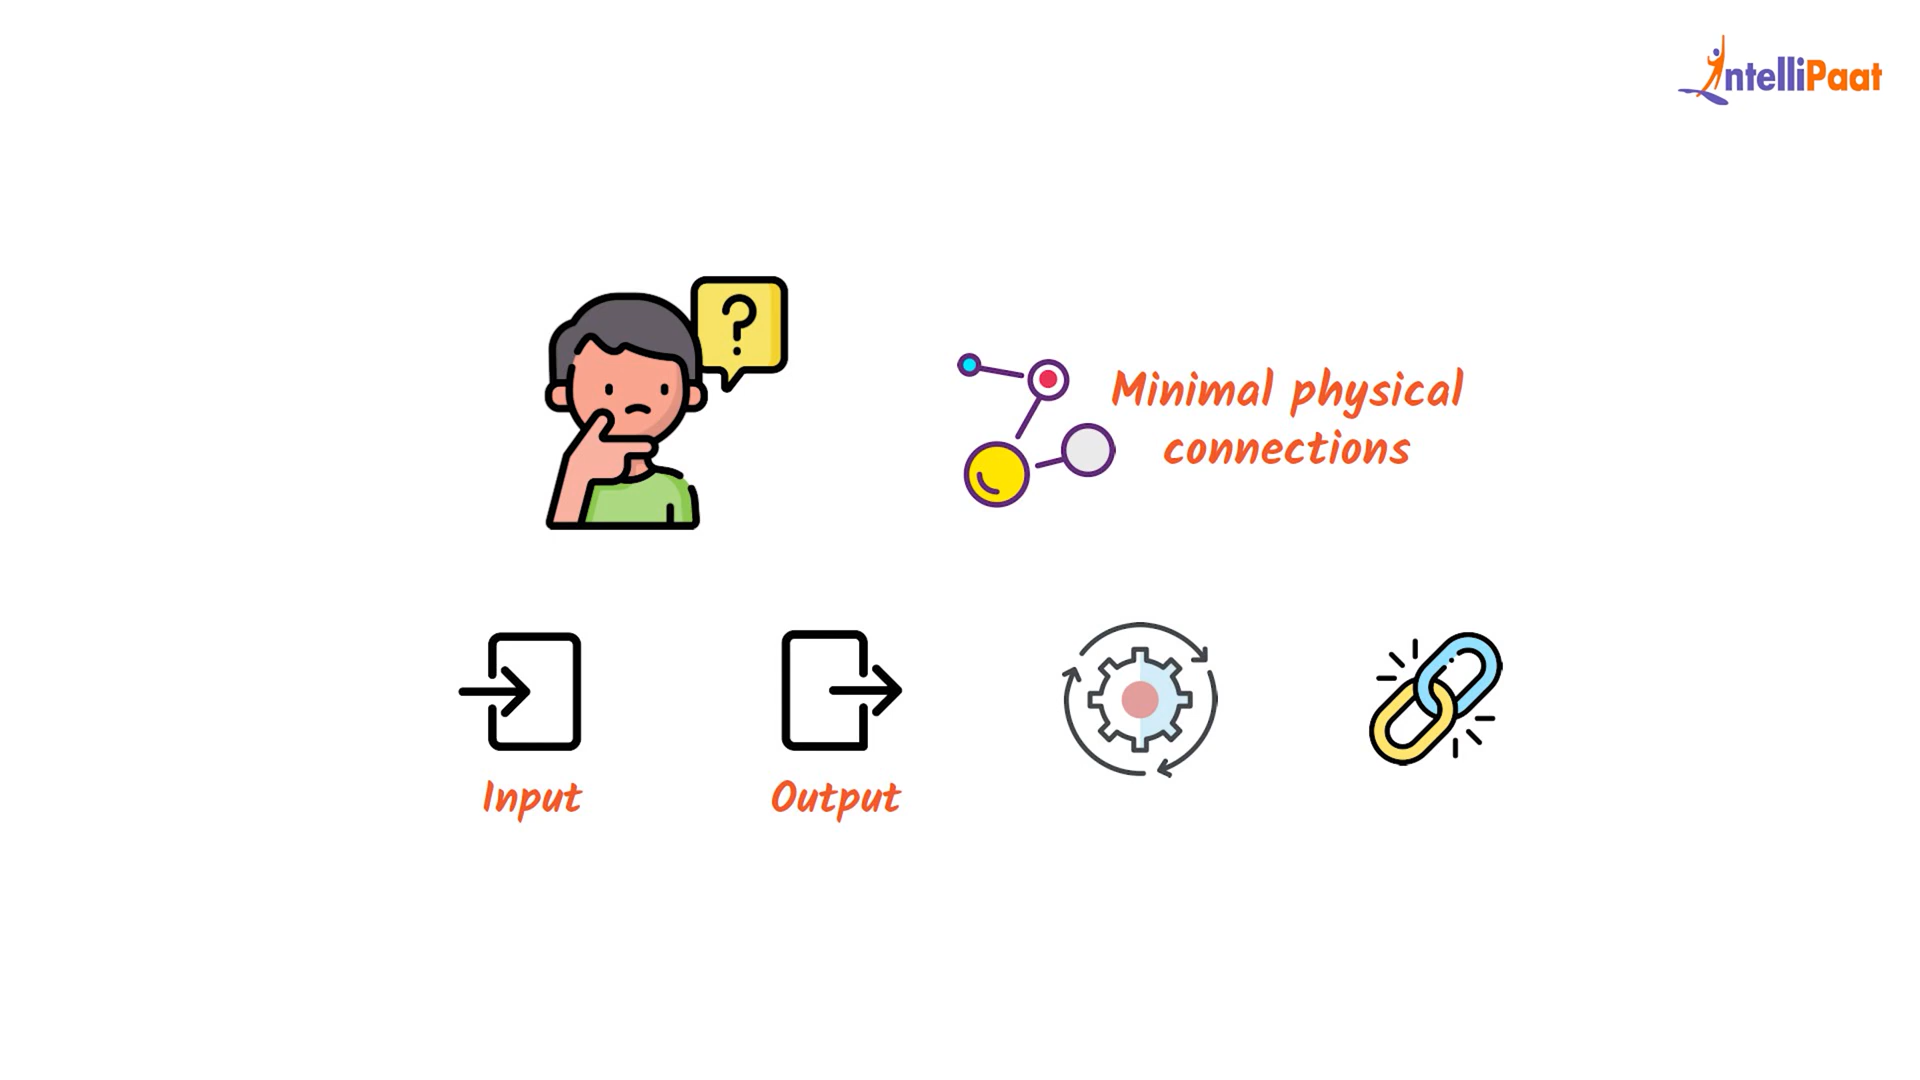 IntelliPaat
?
Minimal physical
connections
Input
Output